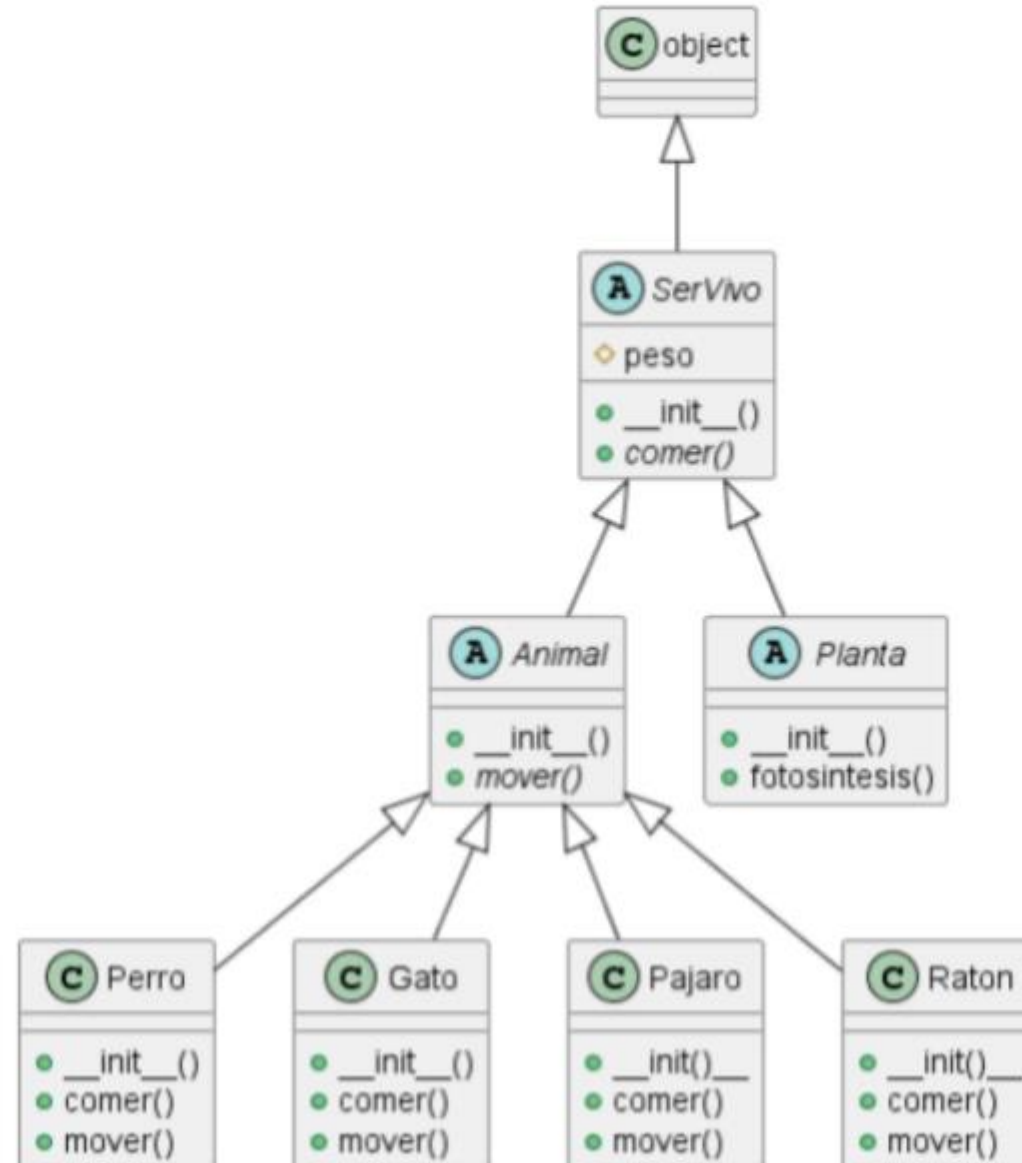 C object
A SerVivo
peso
__init__()
comer()
A Animal
__init__()
mover()
A Planta
__init__()
fotosintesis()
C Perro
__init__()
comer()
mover()
C Gato
__init__()
comer()
mover()
C Pajaro
__init()__
comer()
mover()
C Raton
__init()__
comer()
mover()